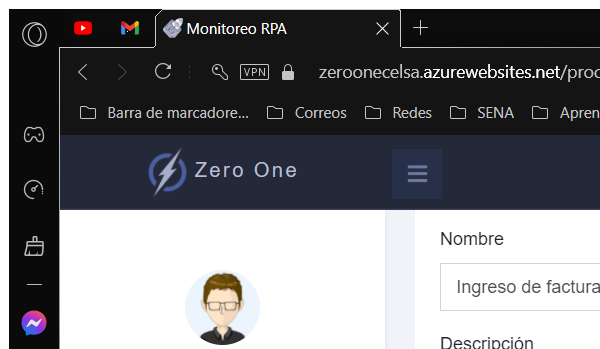 Monitoreo RPA
VPN
zeroonecelsa.azurewebsites.net/proc
Barra de marcadore... Correos Redes SENA Apren
Zero One
Nombre
Ingreso de factura
Descripción